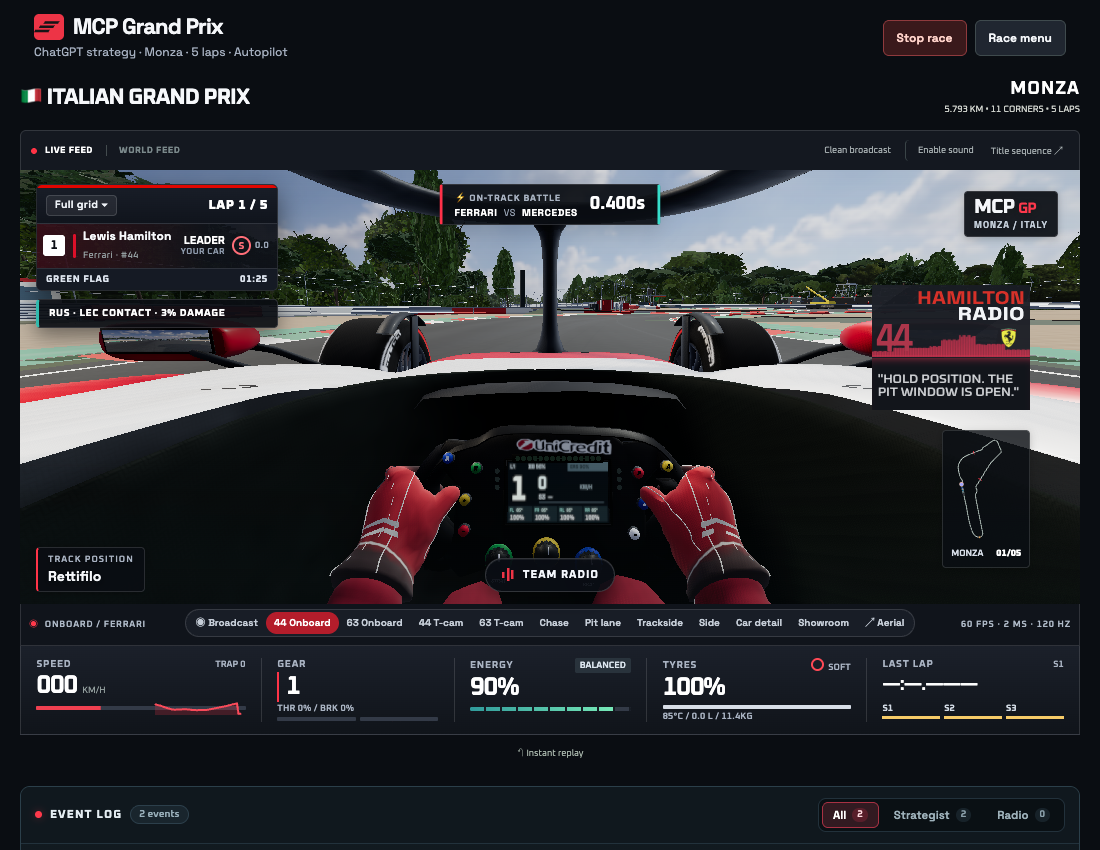 MCP Grand Prix
ChatGPT strategy · Monza · 5 laps · Autopilot
Stop race
Race menu
ITALIAN GRAND PRIX
MONZA
5.793 KM • 11 CORNERS • 5 LAPS
LIVE FEED
WORLD FEED
Clean broadcast
Enable sound
Title sequence
Full grid
LAP 1 / 5
1
Lewis Hamilton
Ferrari · #44
LEADER
YOUR CAR
S
0.0
GREEN FLAG
01:25
RUS · LEC CONTACT · 3% DAMAGE
ON-TRACK BATTLE
FERRARI VS MERCEDES
0.400s
MCP GP
MONZA / ITALY
HAMILTON
RADIO
44
"HOLD POSITION. THE
PIT WINDOW IS OPEN."
UniCredit
1
0
KM/H
100% 100% 100% 100%
MONZA 01/05
TRACK POSITION
Rettifilo
TEAM RADIO
ONBOARD / FERRARI
Broadcast
44 Onboard
63 Onboard
44 T-cam
63 T-cam
Chase
Pit lane
Trackside
Side
Car detail
Showroom
Aerial
60 FPS · 2 MS · 120 HZ
SPEED
TRAP 0
000 KM/H
GEAR
1
THR 0% / BRK 0%
ENERGY
BALANCED
90%
TYRES
SOFT
100%
85°C / 0.0 L / 11.4KG
LAST LAP
S1
—:—.———
S1
S2
S3
Instant replay
EVENT LOG
2 events
All 2
Strategist 2
Radio 0